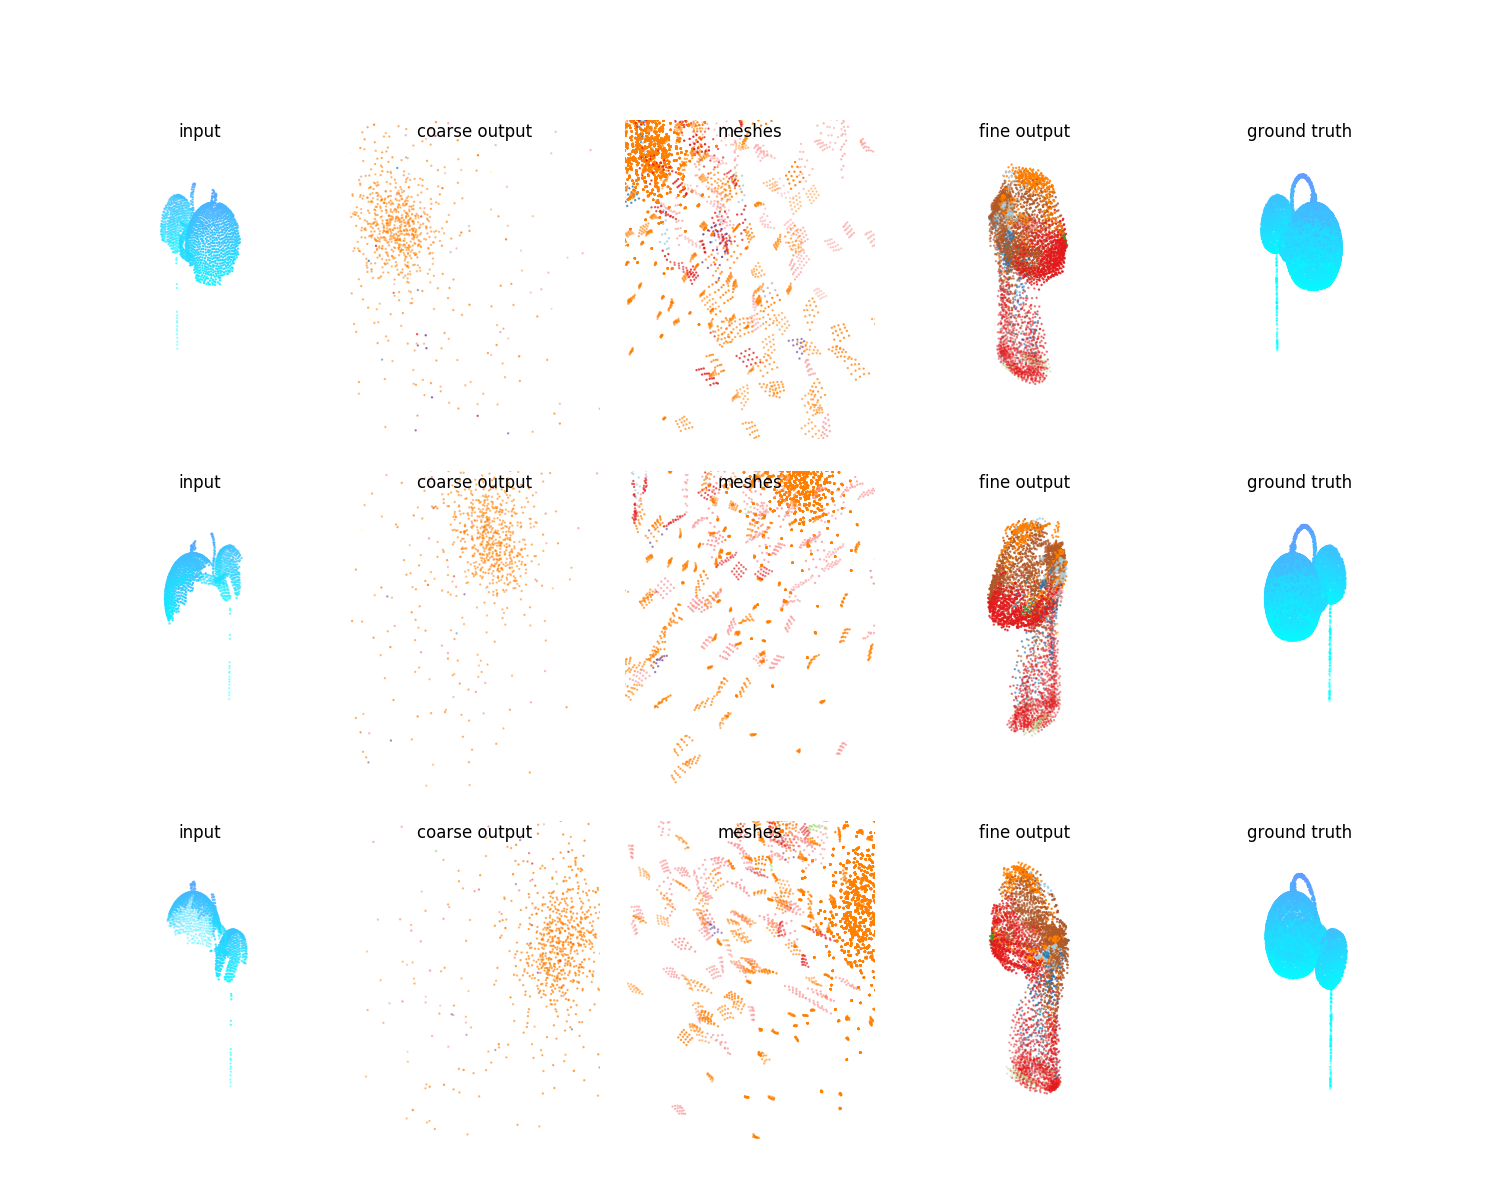 input
coarse output
meshes
fine output
ground truth
input
coarse output
meshes
fine output
ground truth
input
coarse output
meshes
fine output
ground truth